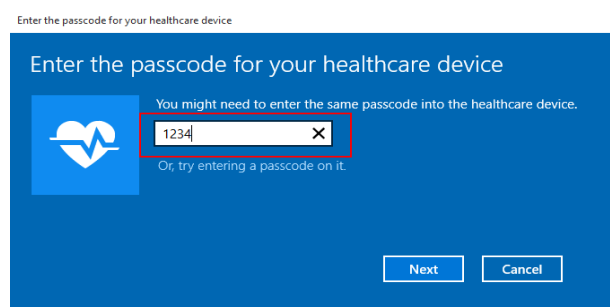 Enter the passcode for your healthcare device
Enter the passcode for your healthcare device
You might need to enter the same passcode into the healthcare device.
1234
Or, try entering a passcode on it.
Next
Cancel